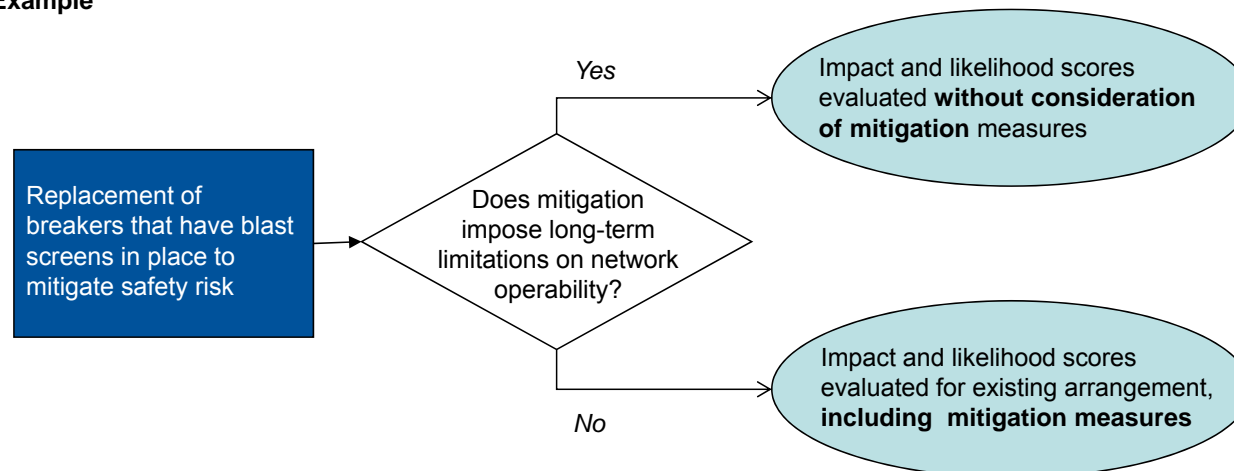 Example
Yes
Impact and likelihood scores
evaluated without consideration
of mitigation measures
Replacement of
breakers that have blast
screens in place to
mitigate safety risk
Does mitigation
impose long-term
limitations on network
operability?
Impact and likelihood scores
evaluated for existing arrangement,
including  mitigation measures
No